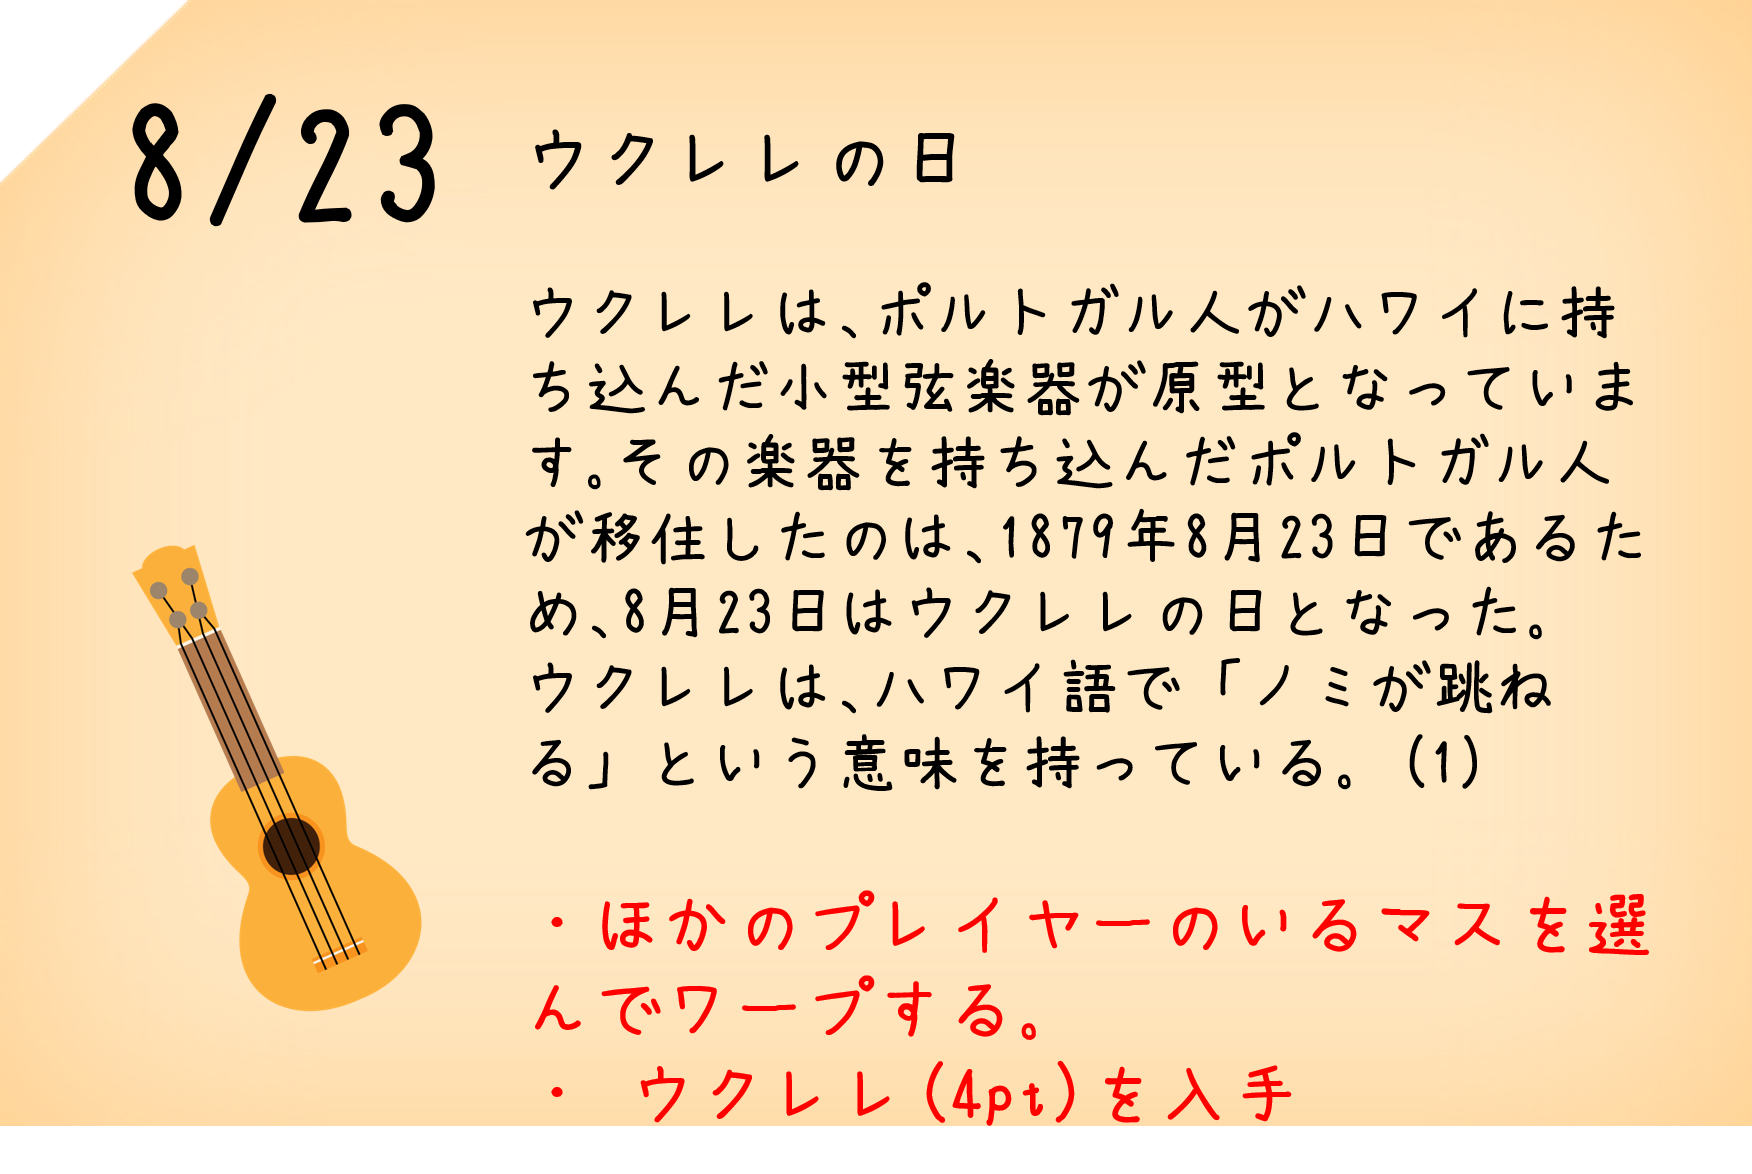 8/23 ウクレレの日
ウクレレは、ポルトガル人がハワイに持
ち込んだ小型弦楽器が原型となっていま
す。その楽器を持ち込んだポルトガル人
が移住したのは、1879年8月23日であるた
め、8月23日はウクレレの日となった。
ウクレレは、ハワイ語で「ノミが跳ね
る」という意味を持っている。(1)
・ほかのプレイヤーのいるマスを選
んでワープする。
・ ウクレレ(4pt)を入手